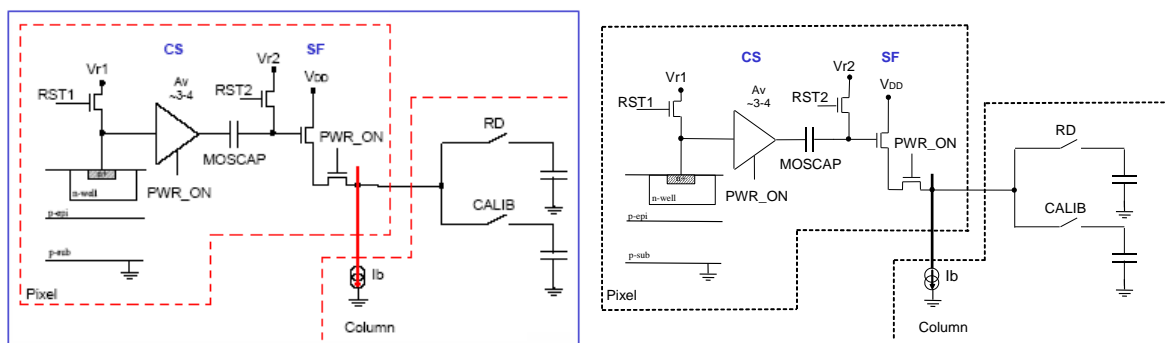 CS
SF
Vr1
Av
~3-4
Vr2
VDD
RST1
RST2
PWR_ON
RD
MOSCAP
n+
n-well
PWR_ON
CALIB
p-epi
p-sub
Ib
Pixel
Column
CS
SF
Vr1
Av
~3-4
Vr2
VDD
RST1
RST2
RD
MOSCAP
PWR_ON
n+
n-well
PWR_ON
CALIB
p-epi
p-sub
Ib
Pixel
Column